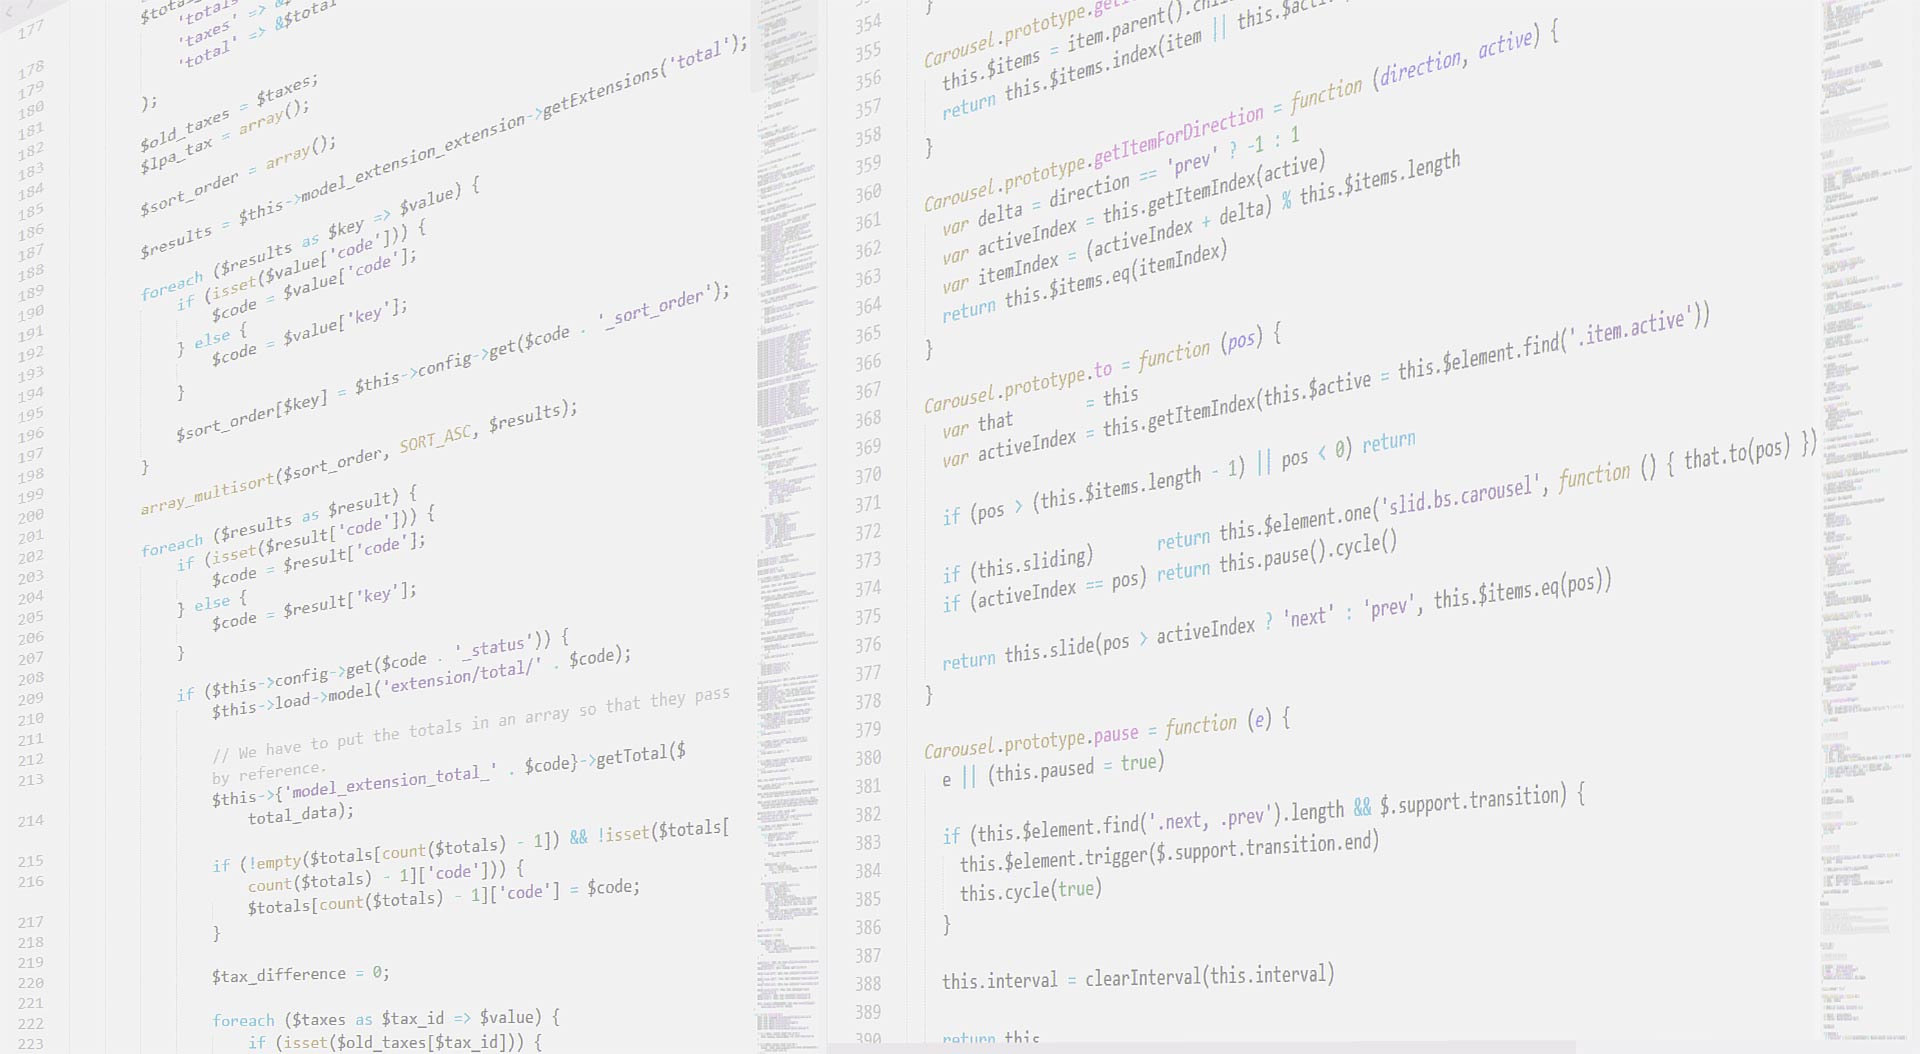 177
'totals
'taxes' => &$
'total' => &$total
178
179
180 );
181
182 $old_taxes = $taxes;
183 $lpa_tax = array();
184
185 $sort_order = array();
186
187 $results = $this->model_extension_extension->getExtensions('total');
188
189 foreach ($results as $key => $value) {
190 if (isset($value['code'])) {
191 $code = $value['code'];
192 } else {
193 $code = $value['key'];
194 }
195
196 $sort_order[$key] = $this->config->get($code . '_sort_order');
197 }
198
199 array_multisort($sort_order, SORT_ASC, $results);
200
201 foreach ($results as $result) {
202 if (isset($result['code'])) {
203 $code = $result['code'];
204 } else {
205 $code = $result['key'];
206 }
207
208 if ($this->config->get($code . '_status')) {
209 $this->load->model('extension/total/' . $code);
210
211
212 // We have to put the totals in an array so that they pass
by reference.
213 $this->{'model_extension_total_' . $code}->getTotal($
total_data);
214
215 if (!empty($totals[count($totals) - 1]) && !isset($totals[
count($totals) - 1]['code'])) {
216 $totals[count($totals) - 1]['code'] = $code;
217 }
218
219 $tax_difference = 0;
220
221
222 foreach ($taxes as $tax_id => $value) {
223 if (isset($old_taxes[$tax_id])) {
}
354
355 Carousel.prototype.
356 this.$items = item.parent().
357 return this.$items.index(item || this.$
358 }
359
360 Carousel.prototype.getItemForDirection = function (direction, active) {
361 var delta = direction == 'prev' ? -1 : 1
362 var activeIndex = this.getItemIndex(active)
363 var itemIndex = (activeIndex + delta) % this.$items.length
364 return this.$items.eq(itemIndex)
365 }
366
367 Carousel.prototype.to = function (pos) {
368 var that = this
369 var activeIndex = this.getItemIndex(this.$active = this.$element.find('.item.active'))
370
371 if (pos > (this.$items.length - 1) || pos < 0) return
372
373 if (this.sliding) return this.$element.one('slid.bs.carousel', function () { that.to(pos) })
374 if (activeIndex == pos) return this.pause().cycle()
375
376 return this.slide(pos > activeIndex ? 'next' : 'prev', this.$items.eq(pos))
377
378 }
379
380 Carousel.prototype.pause = function (e) {
381 e || (this.paused = true)
382
383 if (this.$element.find('.next, .prev').length && $.support.transition) {
384 this.$element.trigger($.support.transition.end)
385 this.cycle(true)
386 }
387
388 this.interval = clearInterval(this.interval)
389
390 return this